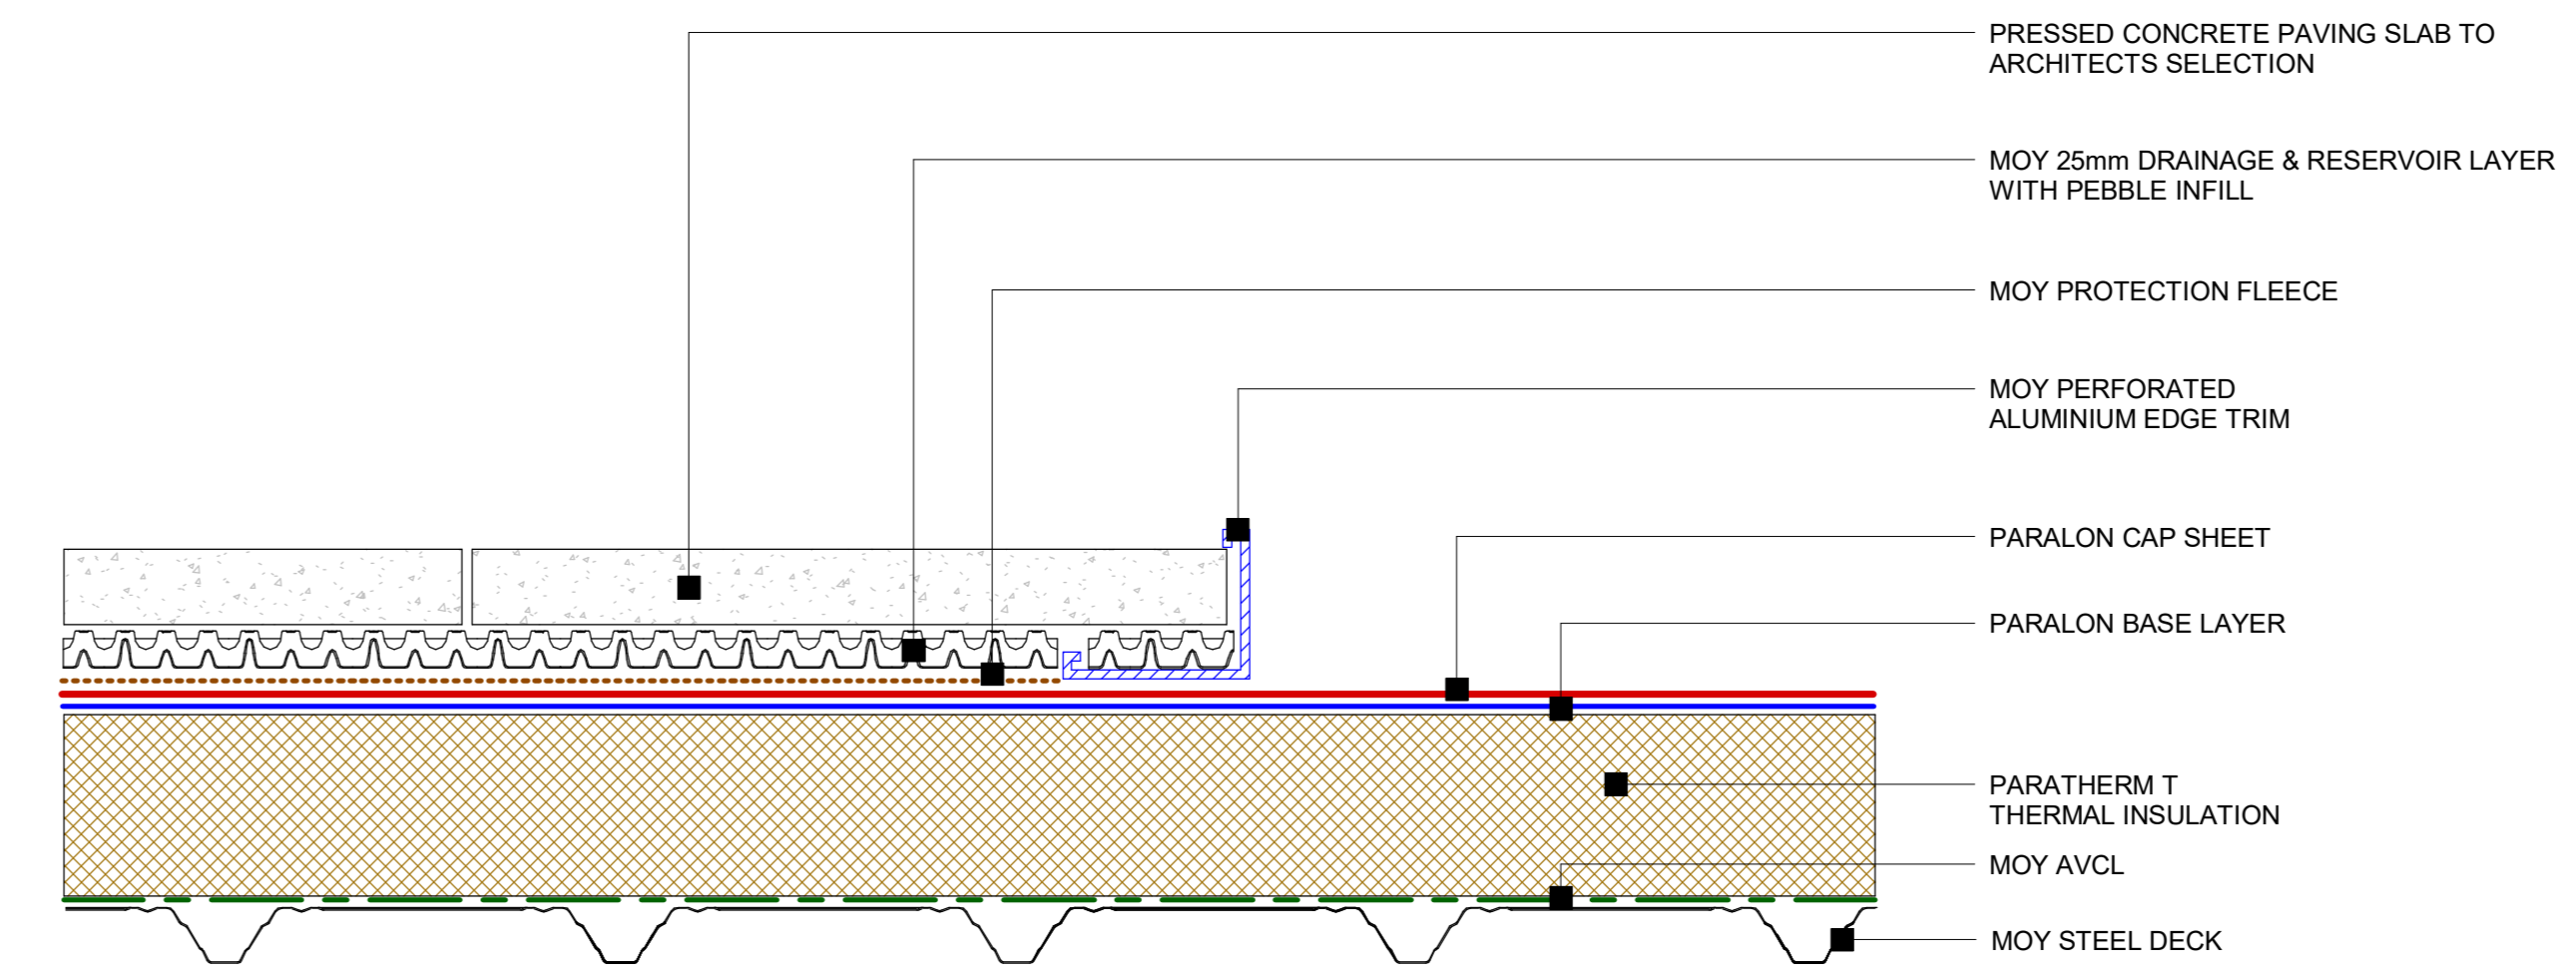 PRESSED CONCRETE PAVING SLAB TO
ARCHITECTS SELECTION
MOY 25mm DRAINAGE & RESERVOIR LAYER
WITH PEBBLE INFILL
MOY PROTECTION FLEECE
MOY PERFORATED
ALUMINIUM EDGE TRIM
PARALON CAP SHEET
PARALON BASE LAYER
PARATHERM T
THERMAL INSULATION
MOY AVCL
MOY STEEL DECK